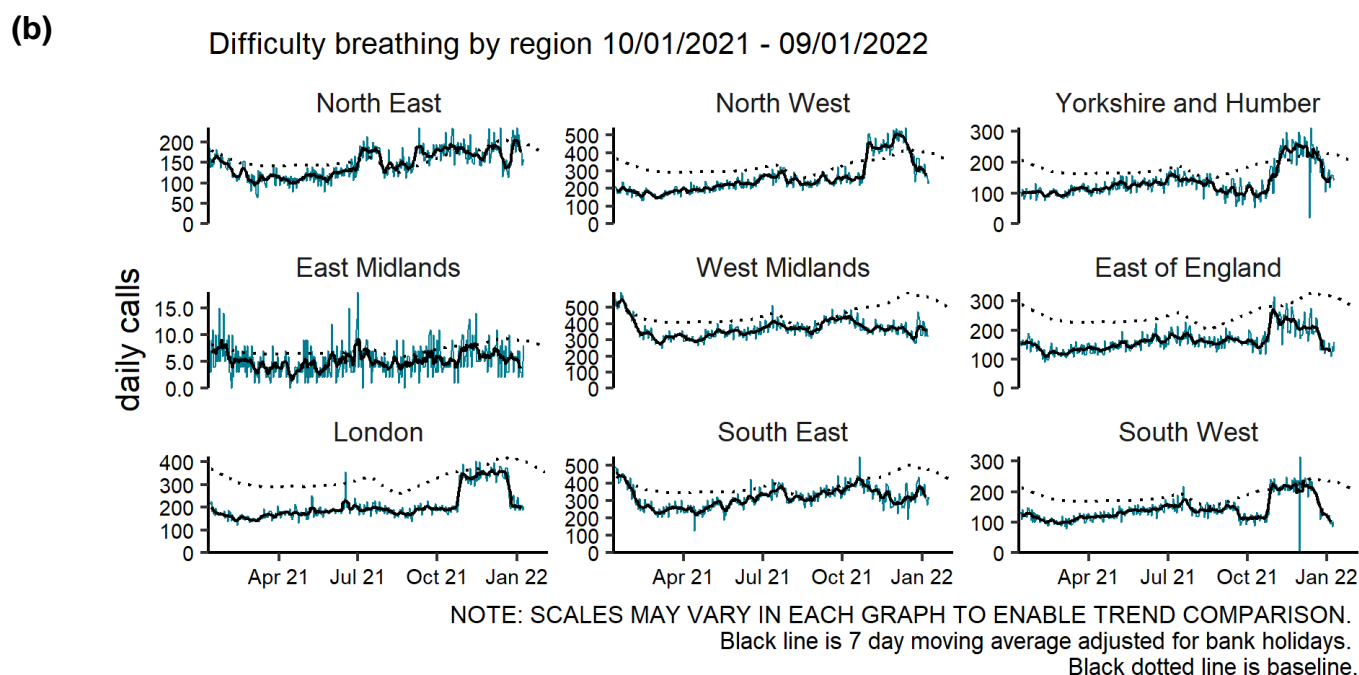 (b)
Difficulty breathing by region 10/01/2021 - 09/01/2022
daily calls
North East
200
150
100
50
0
North West
500
400
300
200
100
0
Yorkshire and Humber
300
200
100
0
East Midlands
15.0
10.0
5.0
0.0
West Midlands
500
400
300
200
100
0
East of England
300
200
100
0
London
400
300
200
100
0
Apr 21 Jul 21 Oct 21 Jan 22
South East
500
400
300
200
100
0
Apr 21 Jul 21 Oct 21 Jan 22
South West
300
200
100
0
Apr 21 Jul 21 Oct 21 Jan 22
NOTE: SCALES MAY VARY IN EACH GRAPH TO ENABLE TREND COMPARISON.
Black line is 7 day moving average adjusted for bank holidays.
Black dotted line is baseline.